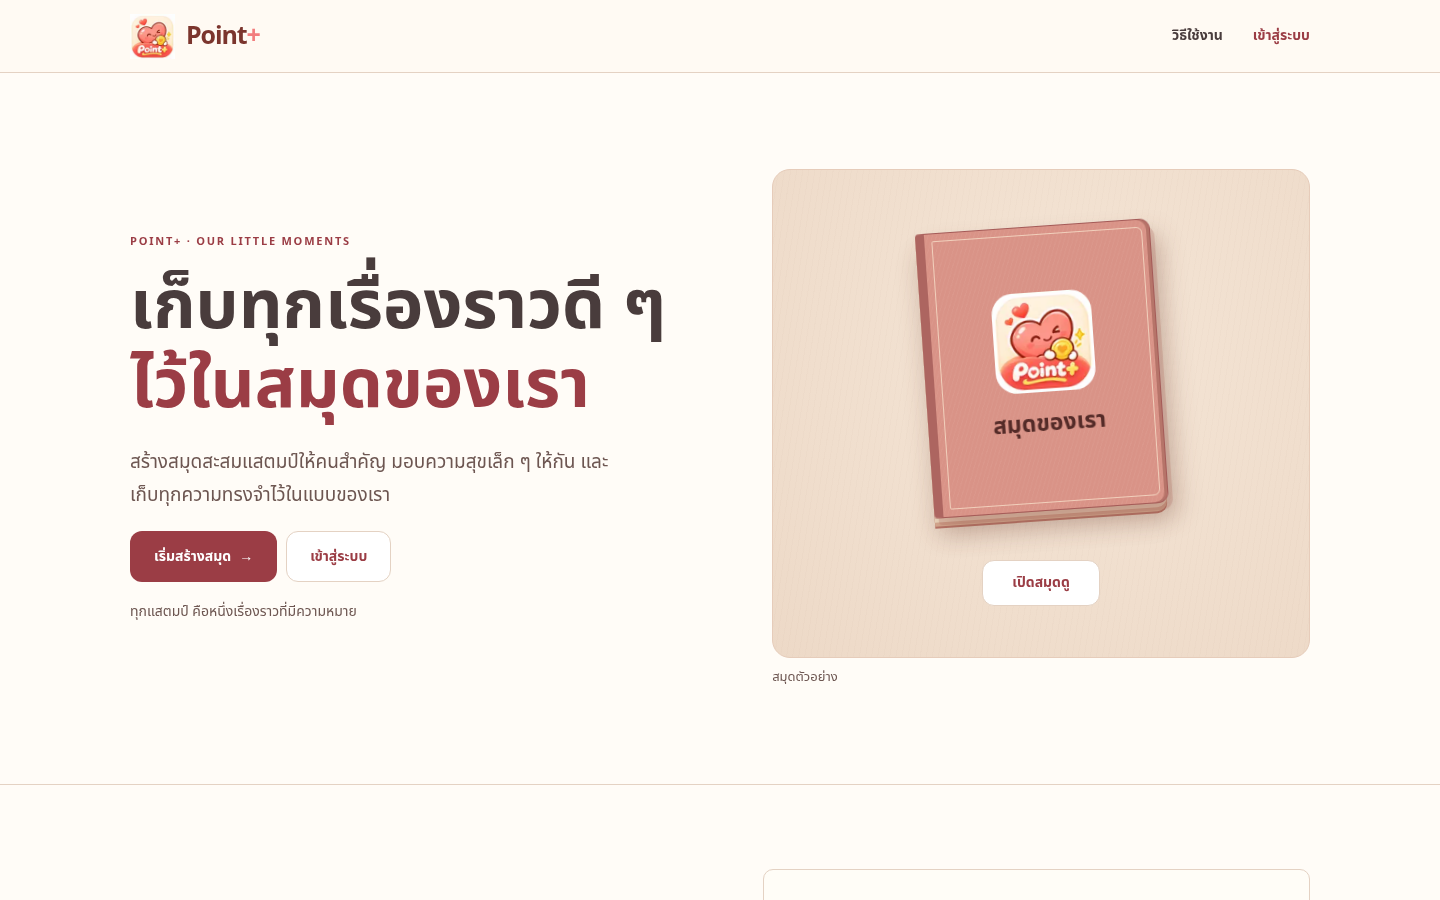 Point+
Point+
วิธีใช้งาน
เข้าสู่ระบบ
POINT+ · OUR LITTLE MOMENTS
เก็บทุกเรื่องราวดี ๆ
ไว้ในสมุดของเรา
สร้างสมุดสะสมแสตมป์ให้คนสำคัญ มอบความสุขเล็ก ๆ ให้กัน และ
เก็บทุกความทรงจำไว้ในแบบของเรา
เริ่มสร้างสมุด →
เข้าสู่ระบบ
ทุกแสตมป์ คือหนึ่งเรื่องราวที่มีความหมาย
Point+
สมุดของเรา
เปิดสมุดดู
สมุดตัวอย่าง